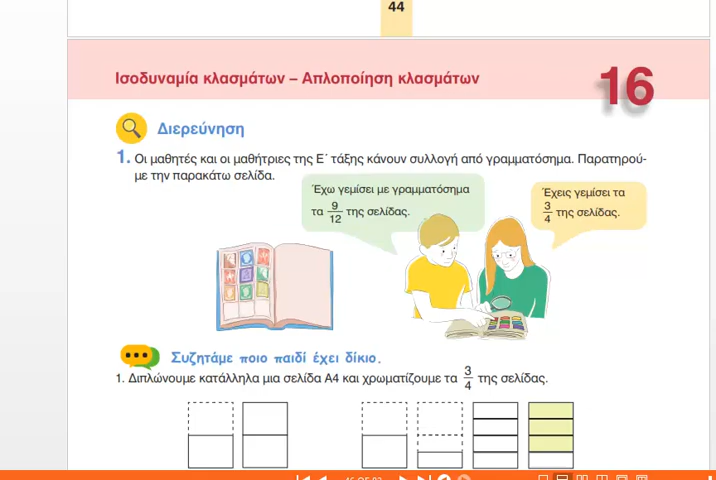 44
Ισοδυναμία κλασμάτων – Απλοποίηση κλασμάτων
16
Διερεύνηση
1. Οι μαθητές και οι μαθήτριες της Ε΄ τάξης κάνουν συλλογή από γραμματόσημα. Παρατηρού-
με την παρακάτω σελίδα.
Έχω γεμίσει με γραμματόσημα
τα 9/12 της σελίδας.
Έχεις γεμίσει τα
3/4 της σελίδας.
Συζητάμε ποιο παιδί έχει δίκιο.
1. Διπλώνουμε κατάλληλα μια σελίδα Α4 και χρωματίζουμε τα 3/4 της σελίδας.